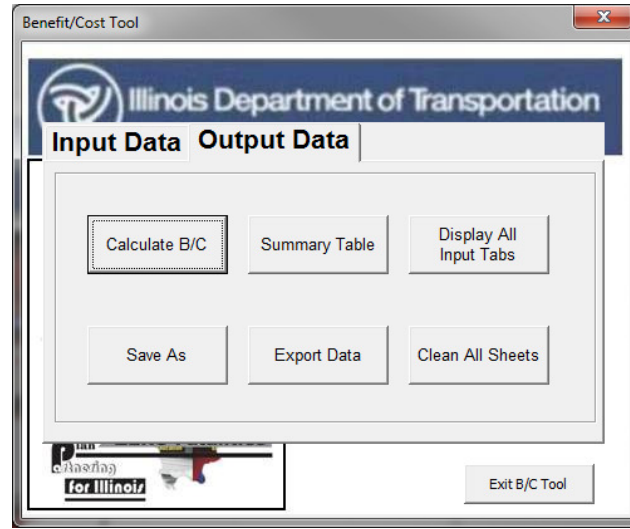 Benefit/Cost Tool
Illinois Department of Transportation
Input Data Output Data
Calculate B/C Summary Table Display All
Input Tabs
Save As Export Data Clean All Sheets
for Illinois
Exit B/C Tool